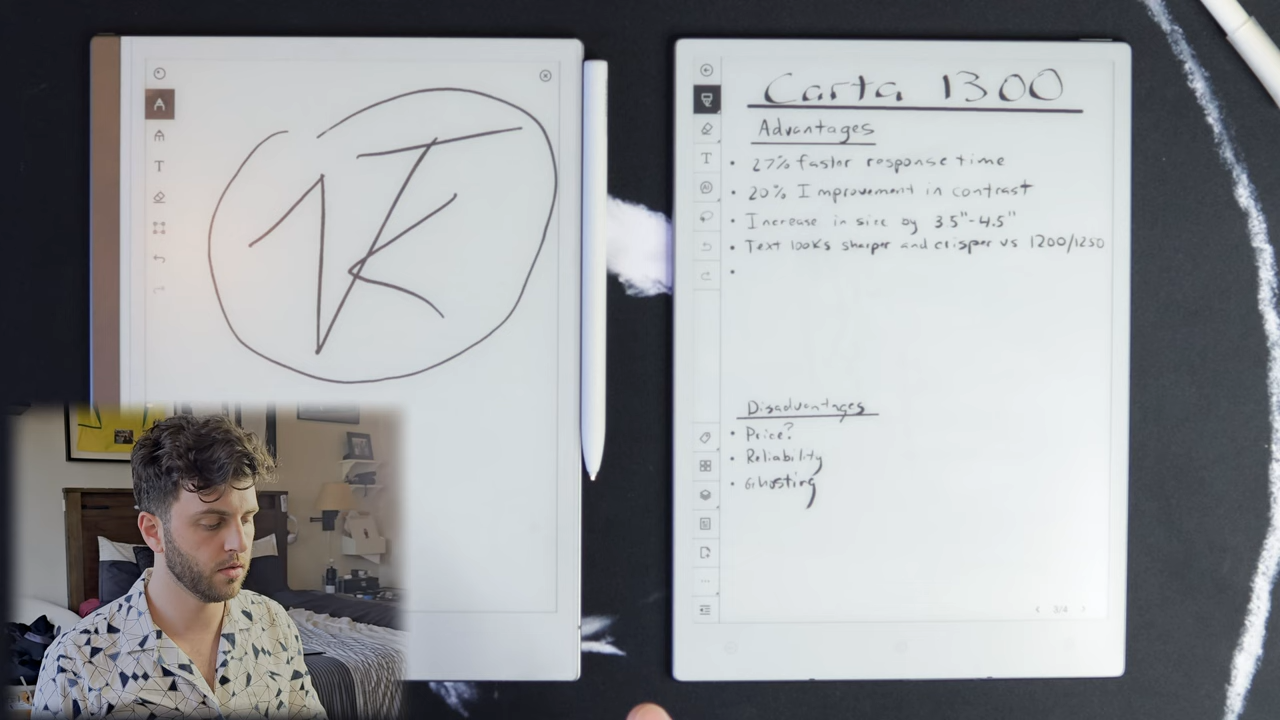 Carta 1300
Advantages
• 27% faster response time
• 20% Improvement in contrast
• Increase in size by 3.5"-4.5"
• Text looks sharper and crisper vs 1200/1250
•
Disadvantages
• Price?
• Reliability
• Ghosting